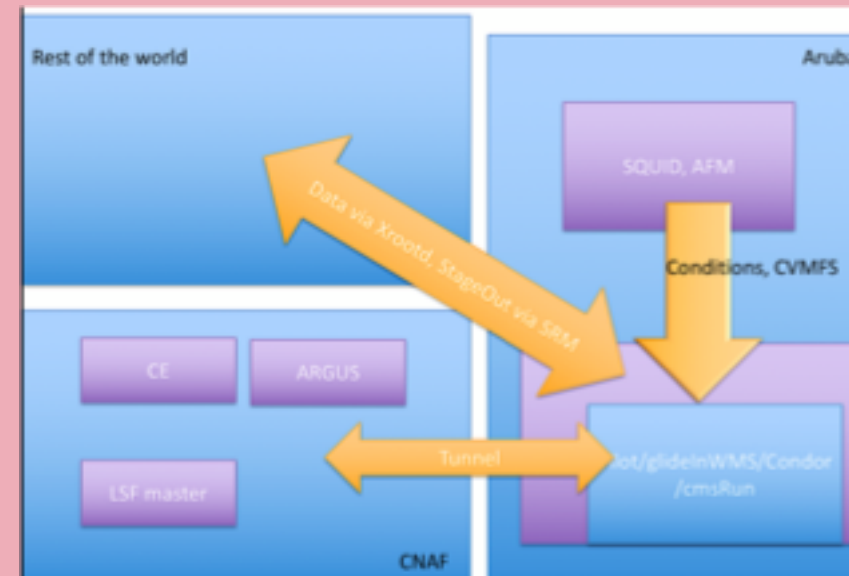 Rest of the world
Aruba
SQUID, AFM
Data via Xrootd, StageOut via SRM
Conditions, CVMFS
CE
ARGUS
Tunnel
lot/glideInWMS/Condor
/cmsRun
LSF master
CNAF